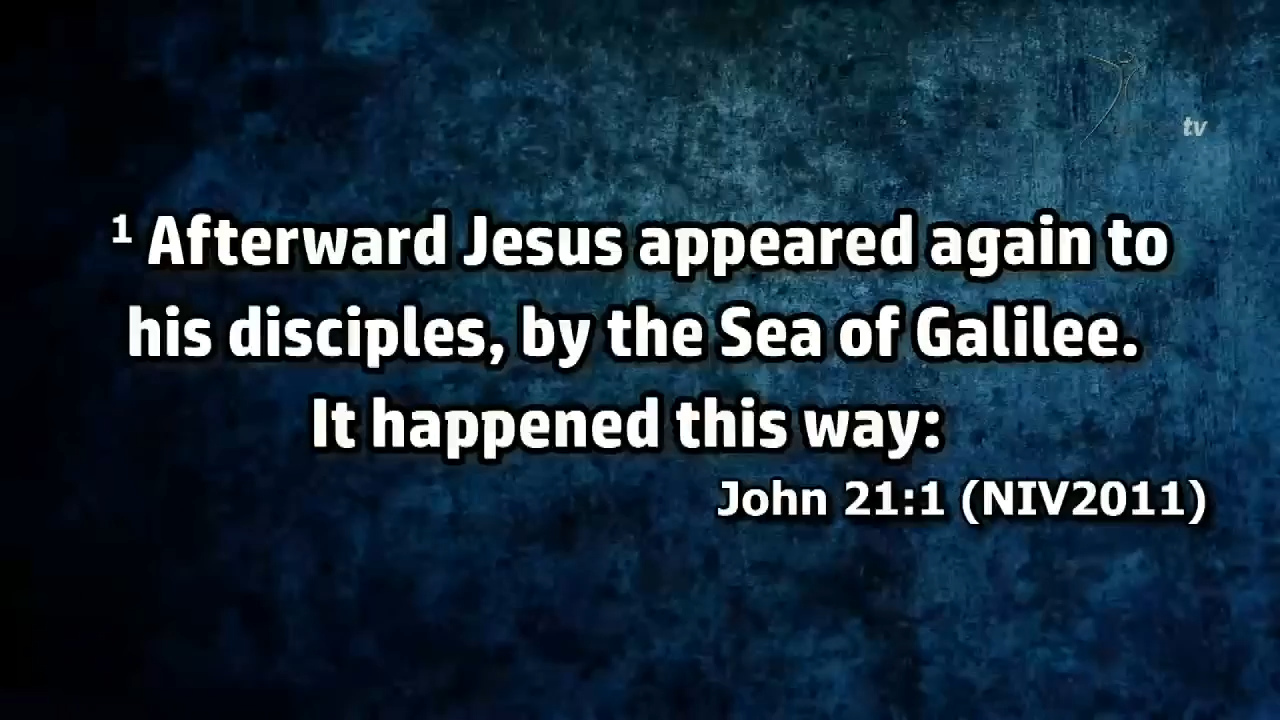 tv
¹ Afterward Jesus appeared again to
his disciples, by the Sea of Galilee.
It happened this way:
John 21:1 (NIV2011)